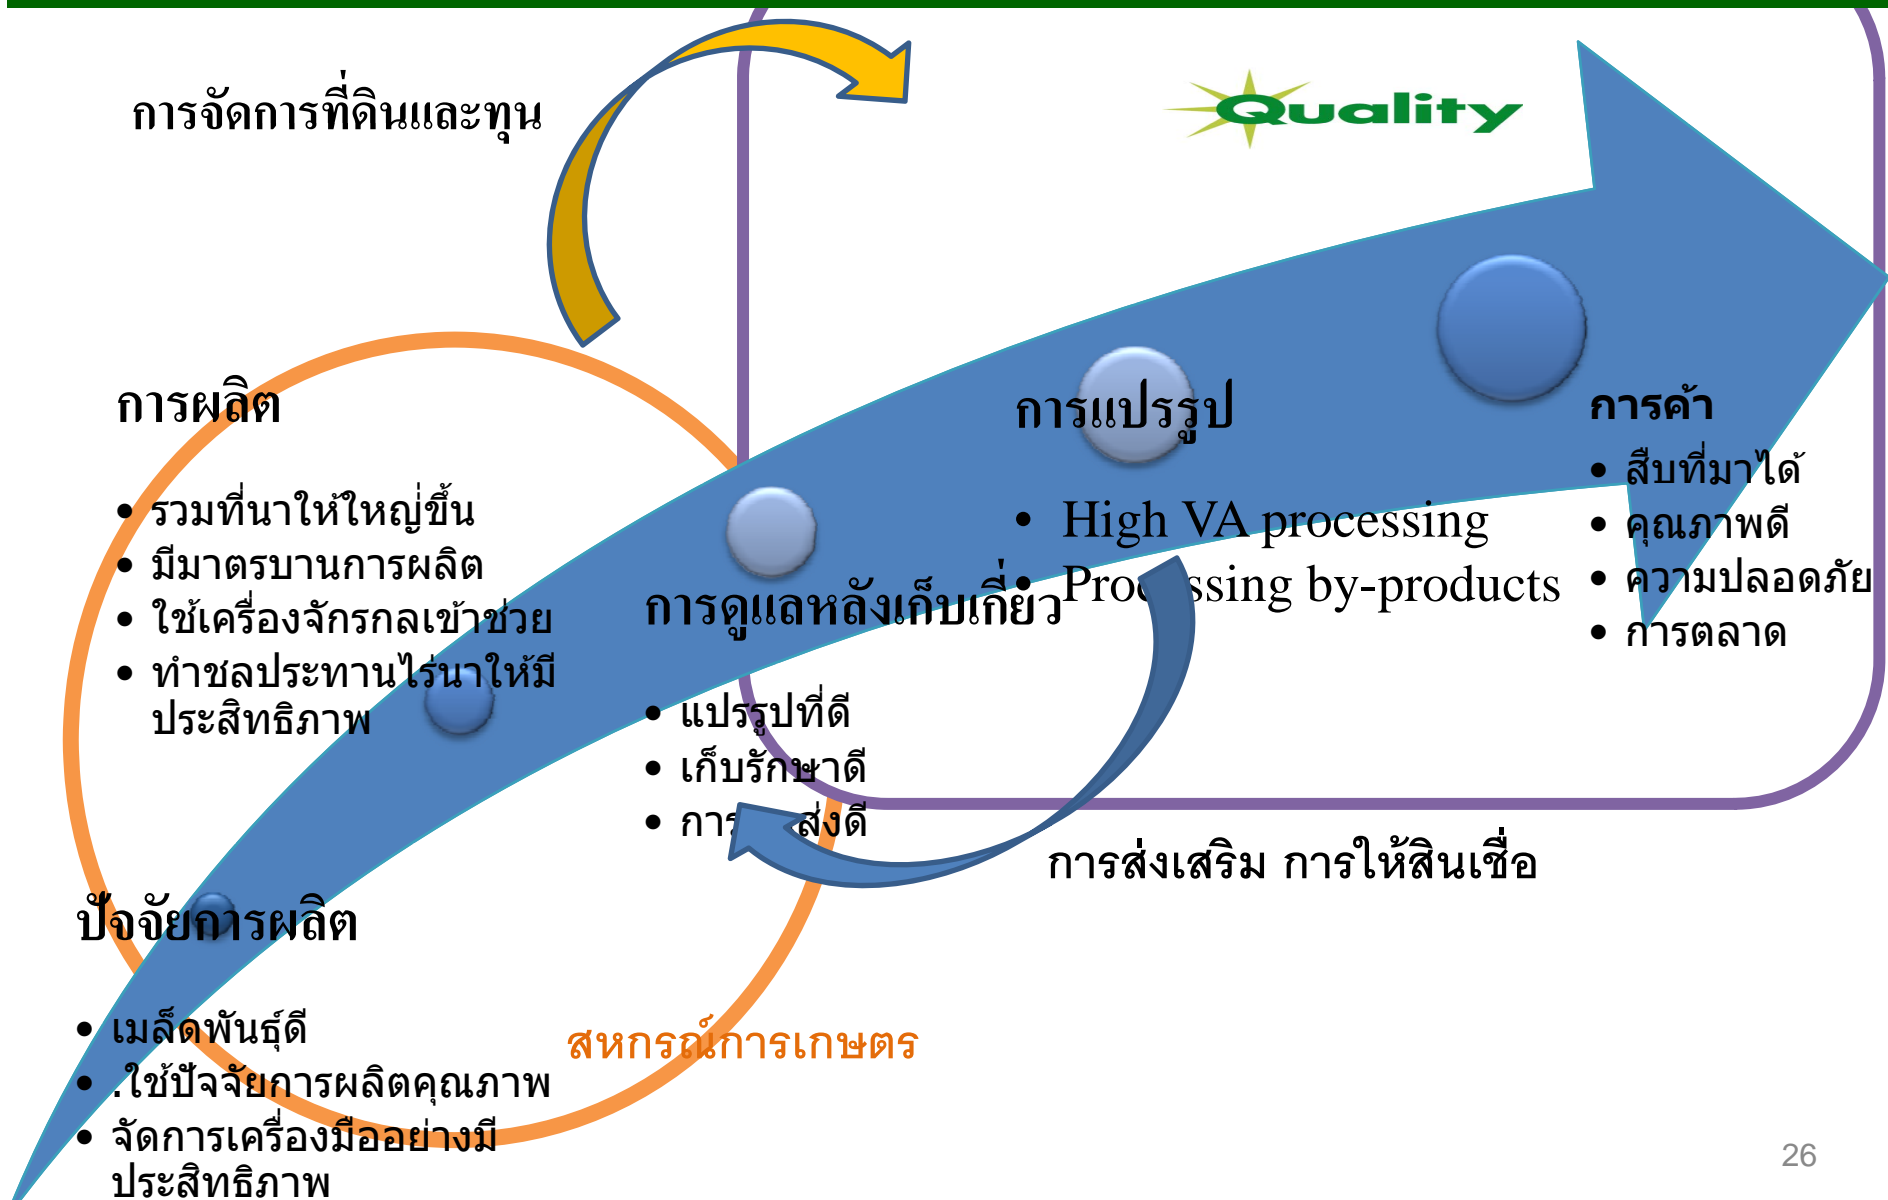 การจัดการที่ดินและทุน
Quality
การผลิต
• รวมที่นาให้ใหญ่ขึ้น
• มีมาตรบานการผลิต
• ใช้เครื่องจักรกลเข้าช่วย
• ทำชลประทานไร่นาให้มี
ประสิทธิภาพ
การแปรรูป
• High VA processing
• Processing by-products
การค้า
• สืบที่มาได้
• คุณภาพดี
• ความปลอดภัย
• การตลาด
การดูแลหลังเก็บเกี่ยว
• แปรรูปที่ดี
• เก็บรักษาดี
• การ ส่งดี
การส่งเสริม การให้สินเชื่อ
ปัจจัยการผลิต
• เมล็ดพันธุ์ดี
• .ใช้ปัจจัยการผลิตคุณภาพ
• จัดการเครื่องมืออย่างมี
ประสิทธิภาพ
สหกรณ์การเกษตร
26